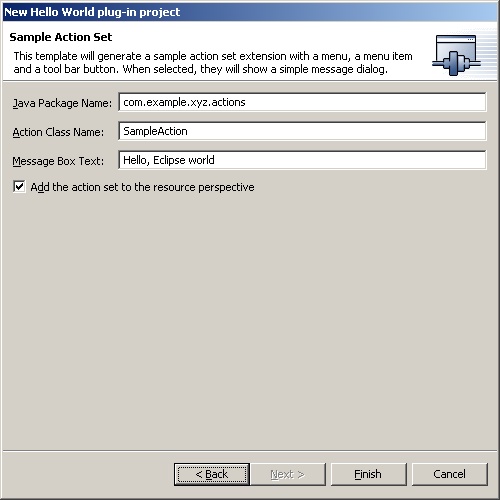 New Hello World plug-in project
Sample Action Set
This template will generate a sample action set extension with a menu, a menu item
and a tool bar button. When selected, they will show a simple message dialog.
Java Package Name: com.example.xyz.actions
Action Class Name: SampleAction
Message Box Text: Hello, Eclipse world
Add the action set to the resource perspective
< Back Next > Finish Cancel